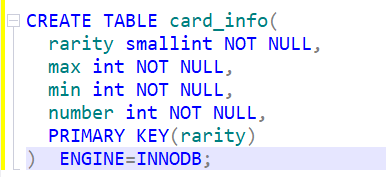 CREATE TABLE card_info(
rarity smallint NOT NULL,
max int NOT NULL,
min int NOT NULL,
number int NOT NULL,
PRIMARY KEY(rarity)
) ENGINE=INNODB;